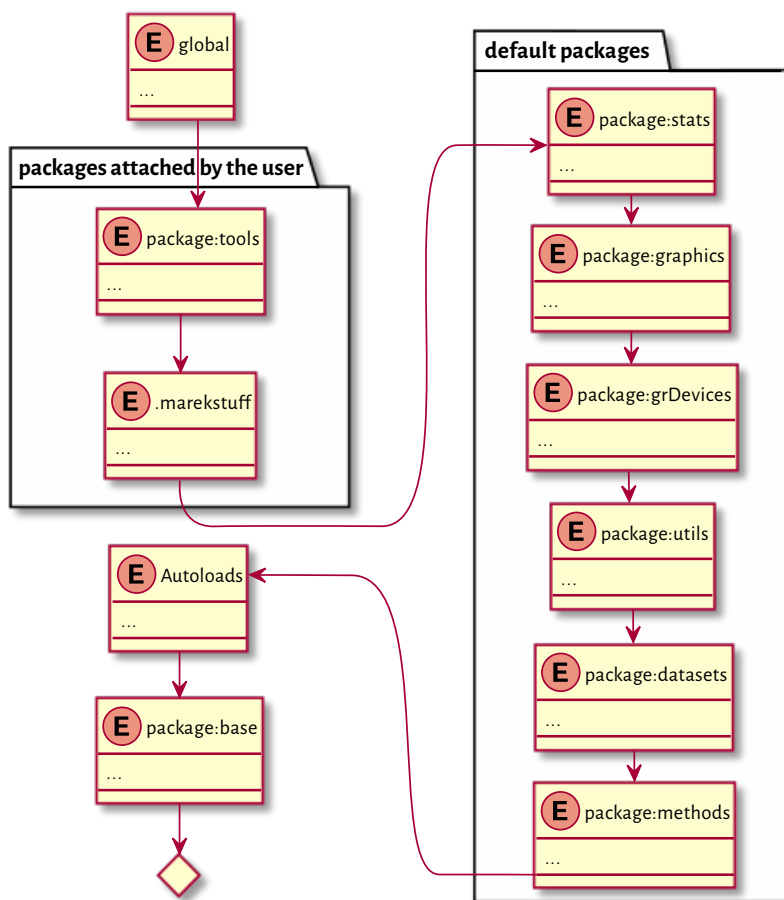 E global
...
packages attached by the user
E package:tools
...
E .marekstuff
...
default packages
E package:stats
...
E package:graphics
...
E package:grDevices
...
E package:utils
...
E package:datasets
...
E package:methods
...
E Autoloads
...
E package:base
...